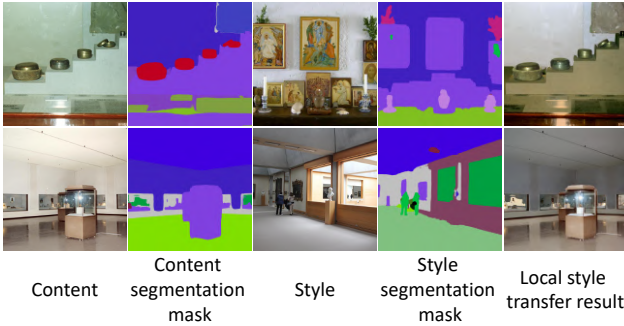 Content
Content
segmentation
mask
Style
Style
segmentation
mask
Local style
transfer result